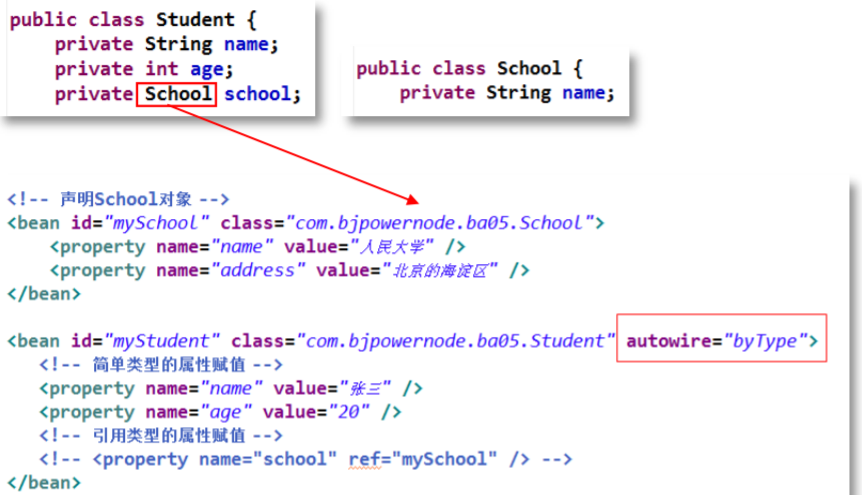 public class Student {
private String name;
private int age;
private School school;
public class School {
private String name;
<!-- 声明School对象 -->
<bean id="mySchool" class="com.bjpowernode.ba05.School">
<property name="name" value="人民大学" />
<property name="address" value="北京的海淀区" />
</bean>
<bean id="myStudent" class="com.bjpowernode.ba05.Student" autowire="byType">
<!-- 简单类型的属性赋值 -->
<property name="name" value="张三" />
<property name="age" value="20" />
<!-- 引用类型的属性赋值 -->
<!-- <property name="school" ref="mySchool" /> -->
</bean>